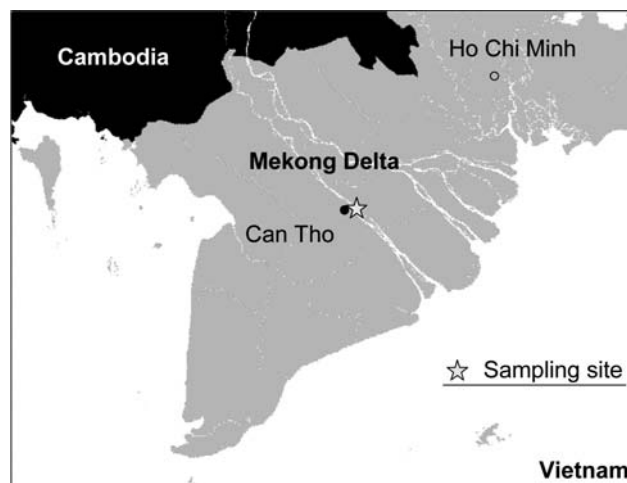 Cambodia
Ho Chi Minh
Mekong Delta
Can Tho
Sampling site
Vietnam